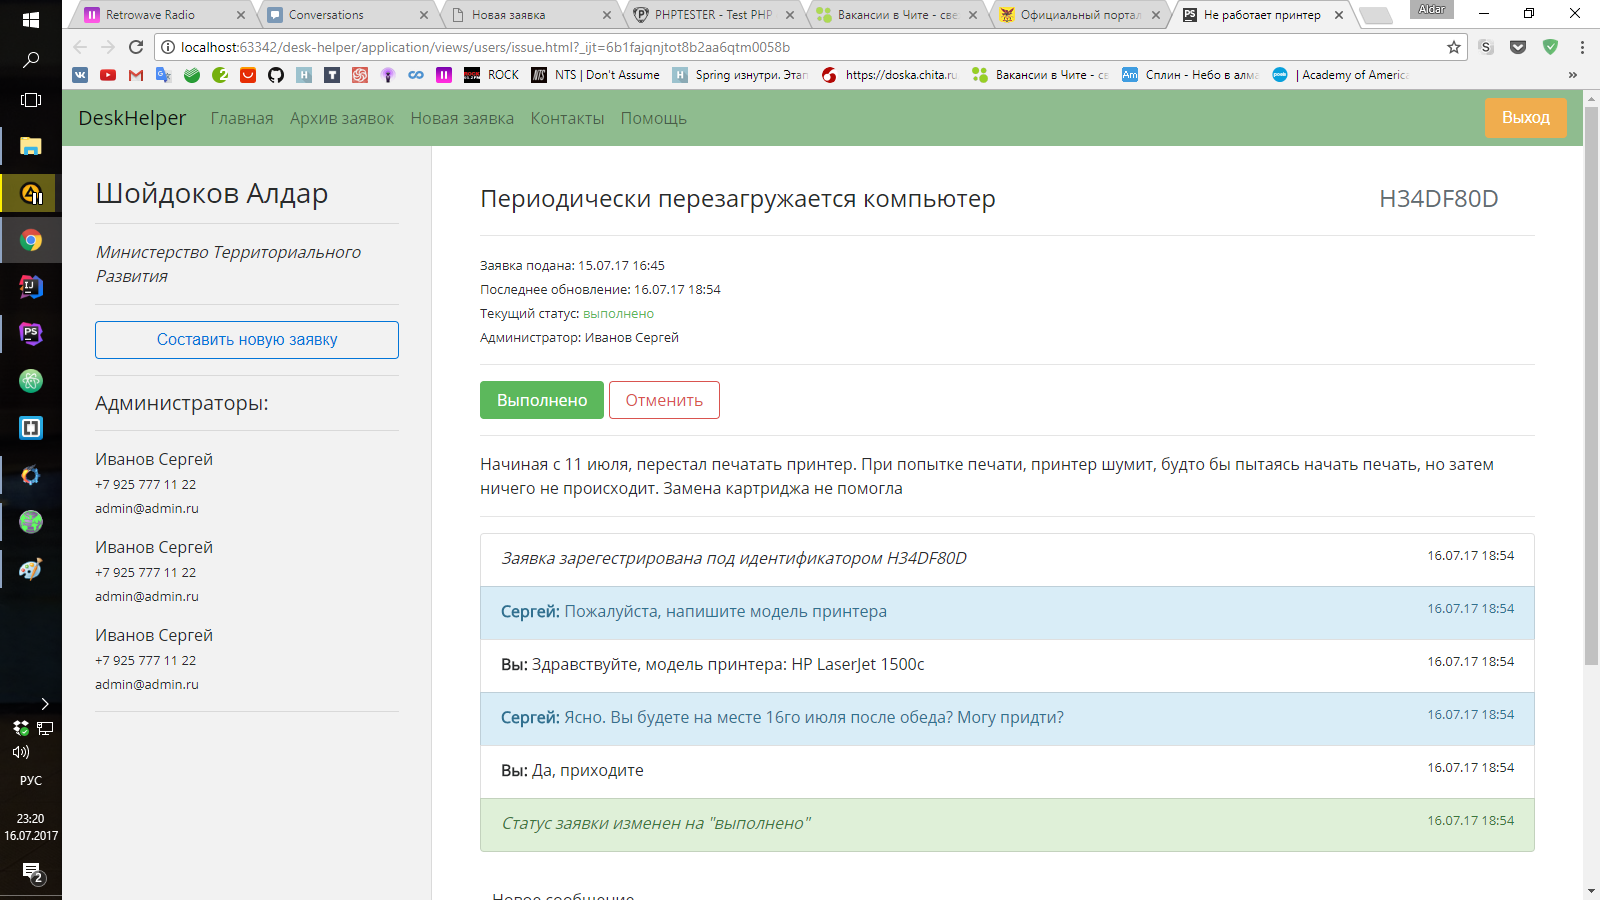 Retrowave Radio
Conversations
Новая заявка
PHPTESTER - Test PHP
Вакансии в Чите - све
Официальный портал
Не работает принтер
Aldar
localhost:63342/desk-helper/application/views/users/issue.html?_ijt=6b1fajqnjtot8b2aa6qtm0058b
ROCK
NTS | Don't Assume
Spring изнутри. Этап
https://doska.chita.ru
Вакансии в Чите - св
Сплин - Небо в алма
| Academy of America
DeskHelper
Главная
Архив заявок
Новая заявка
Контакты
Помощь
Выход
Шойдоков Алдар
Министерство Территориального
Развития
Составить новую заявку
Администраторы:
Иванов Сергей
+7 925 777 11 22
admin@admin.ru
Иванов Сергей
+7 925 777 11 22
admin@admin.ru
Иванов Сергей
+7 925 777 11 22
admin@admin.ru
Периодически перезагружается компьютер
H34DF80D
Заявка подана: 15.07.17 16:45
Последнее обновление: 16.07.17 18:54
Текущий статус: выполнено
Администратор: Иванов Сергей
Выполнено
Отменить
Начиная с 11 июля, перестал печатать принтер. При попытке печати, принтер шумит, будто бы пытаясь начать печать, но затем
ничего не происходит. Замена картриджа не помогла
Заявка зарегестрирована под идентификатором H34DF80D
16.07.17 18:54
Сергей: Пожалуйста, напишите модель принтера
16.07.17 18:54
Вы: Здравствуйте, модель принтера: HP LaserJet 1500c
16.07.17 18:54
Сергей: Ясно. Вы будете на месте 16го июля после обеда? Могу придти?
16.07.17 18:54
Вы: Да, приходите
16.07.17 18:54
Статус заявки изменен на "выполнено"
16.07.17 18:54
Новое сообщение
РУС
23:20
16.07.2017
2